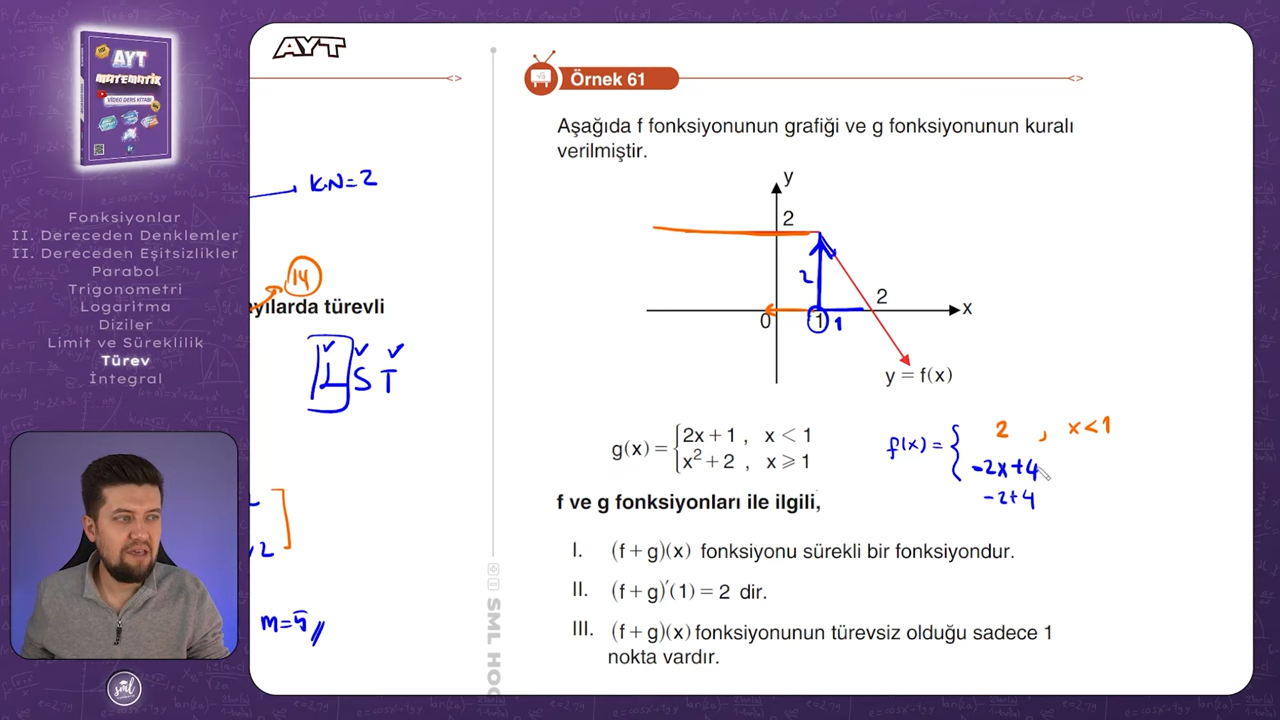 AYT
MATEMATİK
VİDEO DERS KİTABI
Fonksiyonlar
II. Dereceden Denklemler
II. Dereceden Eşitsizlikler
Parabol
Trigonometri
Logaritma
Diziler
Limit ve Süreklilik
Türev
İntegral
sml
AYT
KN=2
14
ayılarda türevli
L S T
m=5
SML HOC
Örnek 61
Aşağıda f fonksiyonunun grafiği ve g fonksiyonunun kuralı
verilmiştir.
y
2
2
2
0
1
1
x
y = f(x)
g(x) = { 2x + 1 , x < 1
x² + 2 , x ⩾ 1
f(x) = { 2 , x < 1
-2x+4
-2+4
f ve g fonksiyonları ile ilgili,
I. (f + g)(x) fonksiyonu sürekli bir fonksiyondur.
II. (f + g)′(1) = 2 dir.
III. (f + g)(x) fonksiyonunun türevsiz olduğu sadece 1
nokta vardır.